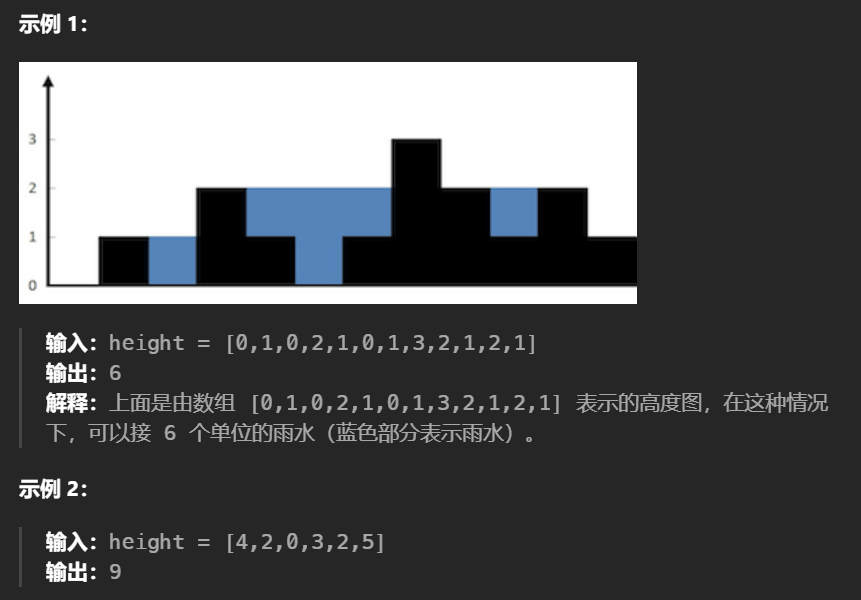 示例 1：
3
2
1
0
输入：height = [0,1,0,2,1,0,1,3,2,1,2,1]
输出：6
解释：上面是由数组 [0,1,0,2,1,0,1,3,2,1,2,1] 表示的高度图，在这种情况
下，可以接 6 个单位的雨水（蓝色部分表示雨水）。
示例 2：
输入：height = [4,2,0,3,2,5]
输出：9